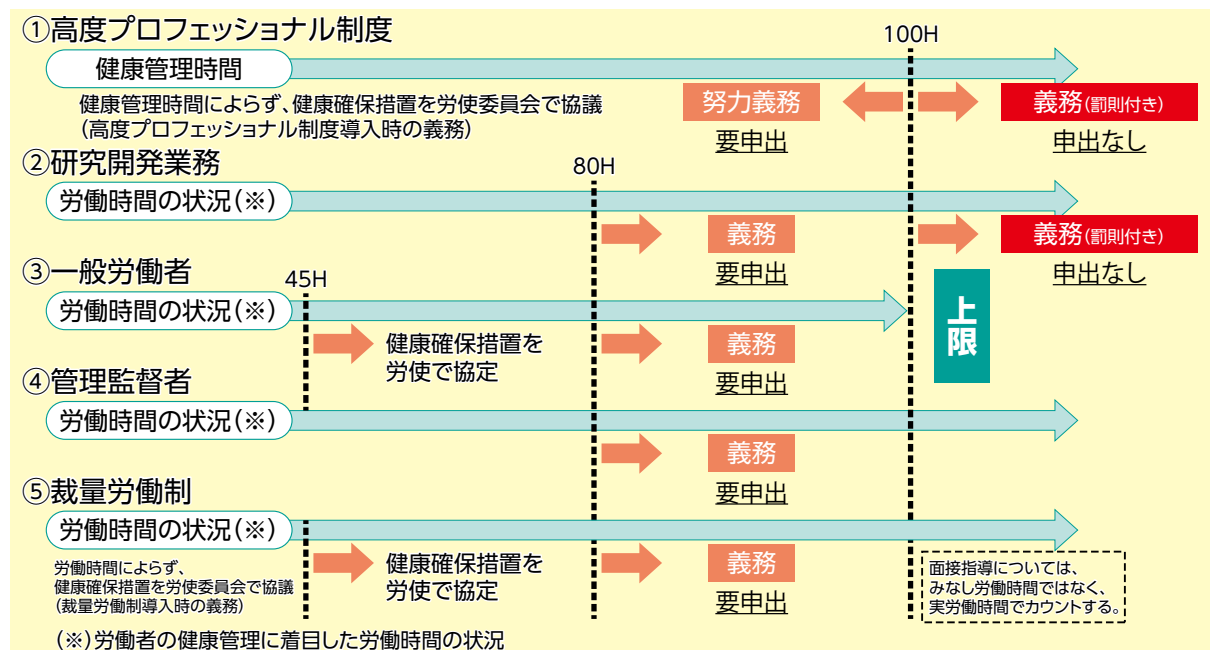 ①高度プロフェッショナル制度
100H
健康管理時間
健康管理時間によらず、健康確保措置を労使委員会で協議
(高度プロフェッショナル制度導入時の義務)
努力義務
要申出
義務(罰則付き)
申出なし
②研究開発業務
80H
労働時間の状況(※)
義務
要申出
義務(罰則付き)
申出なし
③一般労働者
45H
労働時間の状況(※)
健康確保措置を
労使で協定
義務
要申出
上限
④管理監督者
労働時間の状況(※)
義務
要申出
⑤裁量労働制
労働時間の状況(※)
労働時間によらず、
健康確保措置を労使委員会で協議
(裁量労働制導入時の義務)
健康確保措置を
労使で協定
義務
要申出
面接指導については、
みなし労働時間ではなく、
実労働時間でカウントする。
(※)労働者の健康管理に着目した労働時間の状況